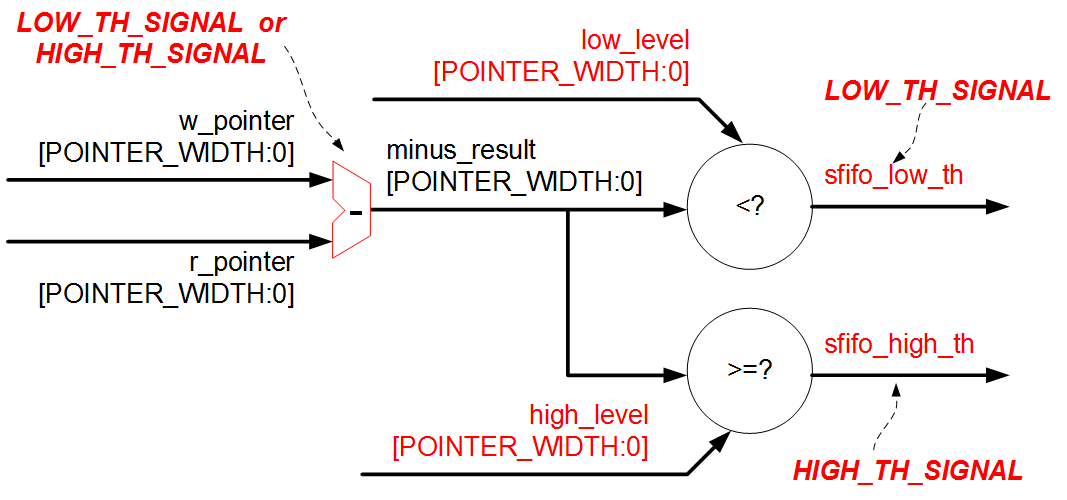 LOW_TH_SIGNAL or
HIGH_TH_SIGNAL
low_level
[POINTER_WIDTH:0]
LOW_TH_SIGNAL
w_pointer
[POINTER_WIDTH:0]
minus_result
[POINTER_WIDTH:0]
-
<?
sfifo_low_th
r_pointer
[POINTER_WIDTH:0]
>=?
sfifo_high_th
high_level
[POINTER_WIDTH:0]
HIGH_TH_SIGNAL